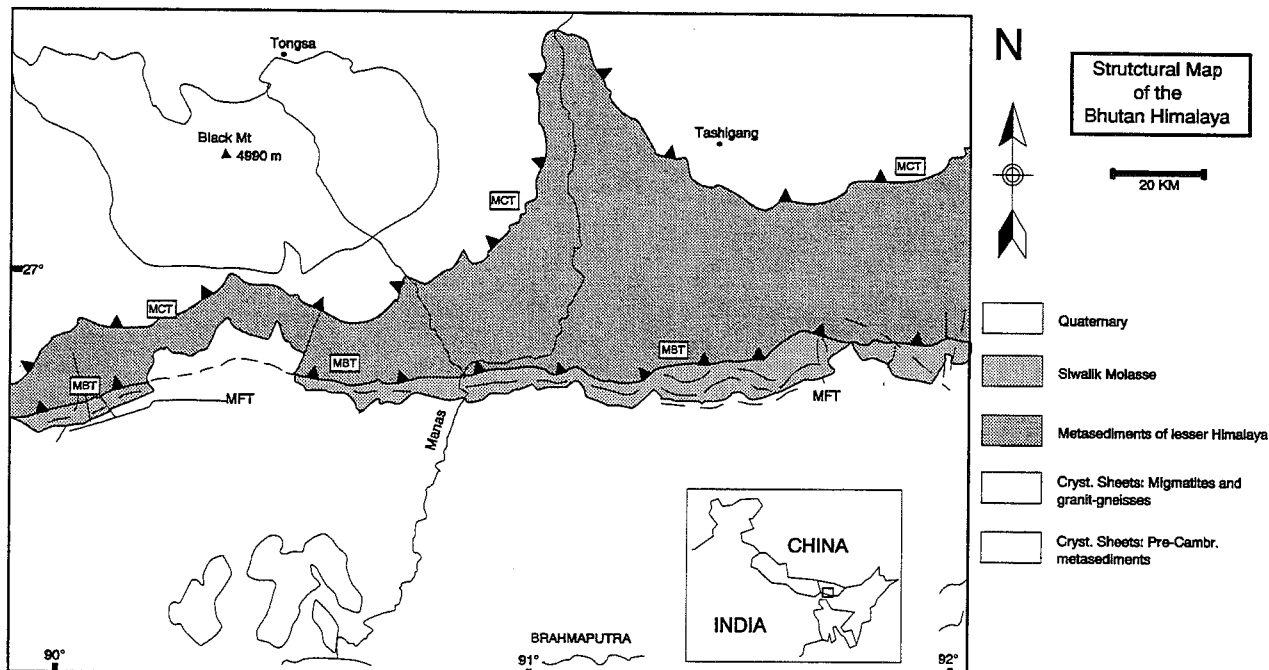 Tongsa
Black Mt
4990 m
Tashigang
MCT
MCT
27°
MCT
MBT
MBT
MBT
MFT
MFT
Manas
BRAHMAPUTRA
90°
91°
92°
CHINA
INDIA
N
Strutctural Map
of the
Bhutan Himalaya
20 KM
Quaternary
Siwalik Molasse
Metasediments of lesser Himalaya
Cryst. Sheets: Migmatites and
granit-gneisses
Cryst. Sheets: Pre-Cambr.
metasediments